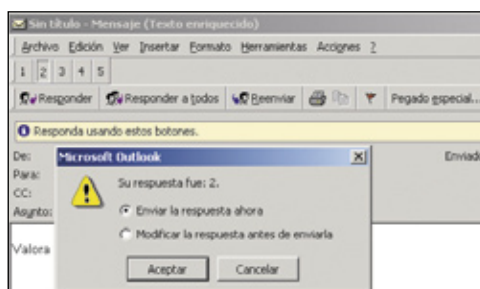 Sin título - Mensaje (Texto enriquecido)
Archivo Edición Ver Insertar Formato Herramientas Acciones ?
1 2 3 4 5
Responder Responder a todos Reenviar Pegado especial...
Responda usando estos botones.
De: Enviado
Para:
CC:
Asunto:
Microsoft Outlook
Su respuesta fue: 2.
Enviar la respuesta ahora
Modificar la respuesta antes de enviarla
Aceptar Cancelar
Valora